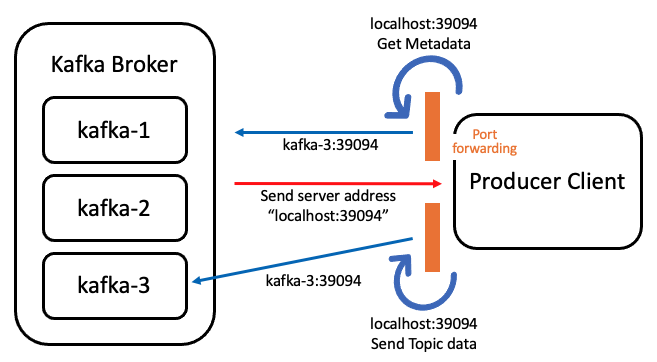 localhost:39094
Get Metadata
Kafka Broker
kafka-1
kafka-3:39094
Port
forwarding
kafka-2
Send server address
“localhost:39094”
Producer Client
kafka-3
kafka-3:39094
localhost:39094
Send Topic data